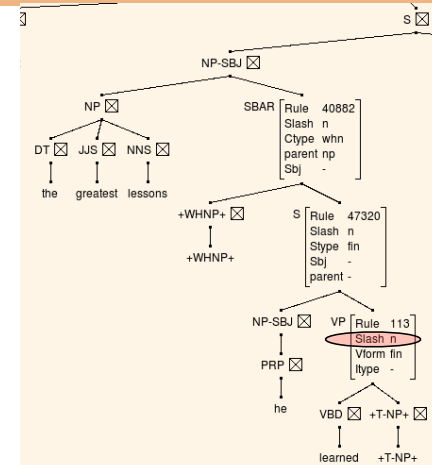 S
NP-SBJ
NP
SBAR Rule 40882
Slash n
Ctype whn
parent np
Sbj -
DT JJS NNS
the greatest lessons
+WHNP+
S Rule 47320
Slash n
Stype fin
Sbj -
parent -
+WHNP+
NP-SBJ
VP Rule 113
Slash n
Vform fin
Itype -
PRP
he
VBD +T-NP+
learned +T-NP+